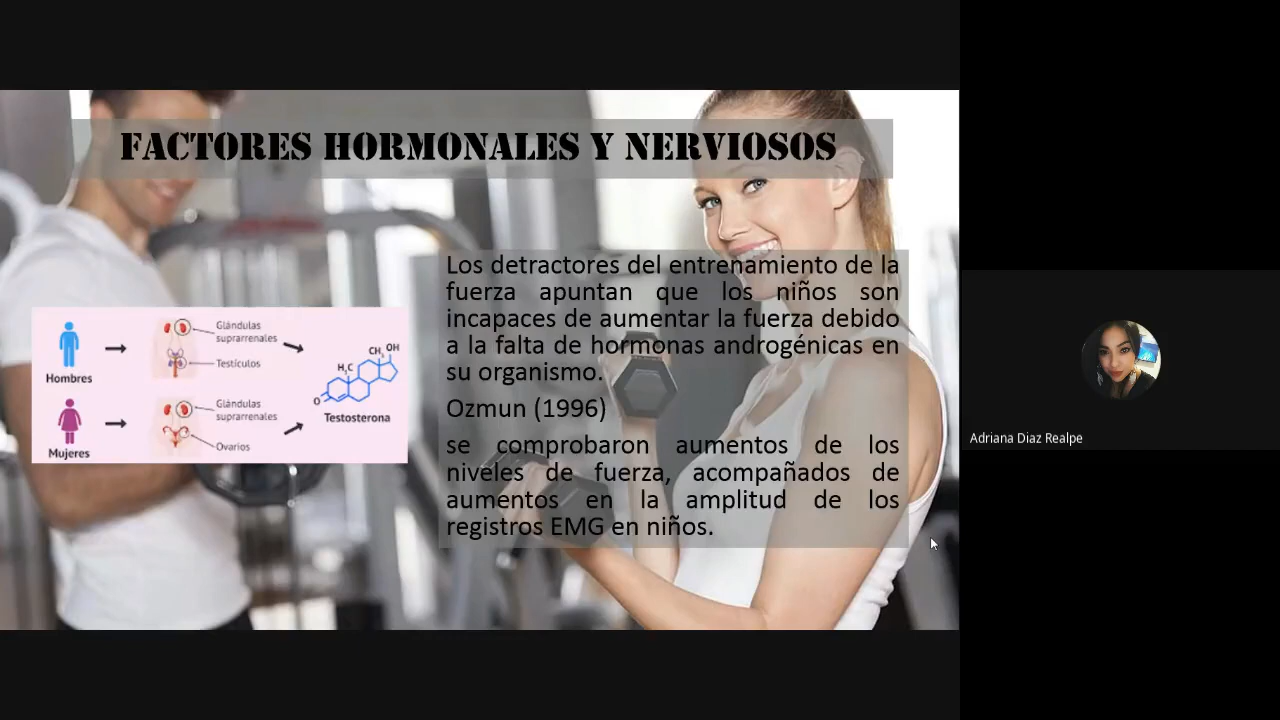 FACTORES HORMONALES Y NERVIOSOS
Los detractores del entrenamiento de la
fuerza apuntan que los niños son
incapaces de aumentar la fuerza debido
a la falta de hormonas androgénicas en
su organismo.
Ozmun (1996)
se comprobaron aumentos de los
niveles de fuerza, acompañados de
aumentos en la amplitud de los
registros EMG en niños.
Hombres
Glándulas
suprarrenales
Testículos
Mujeres
Glándulas
suprarrenales
Ovarios
CH₃ OH
H₃C
O
Testosterona
Adriana Diaz Realpe